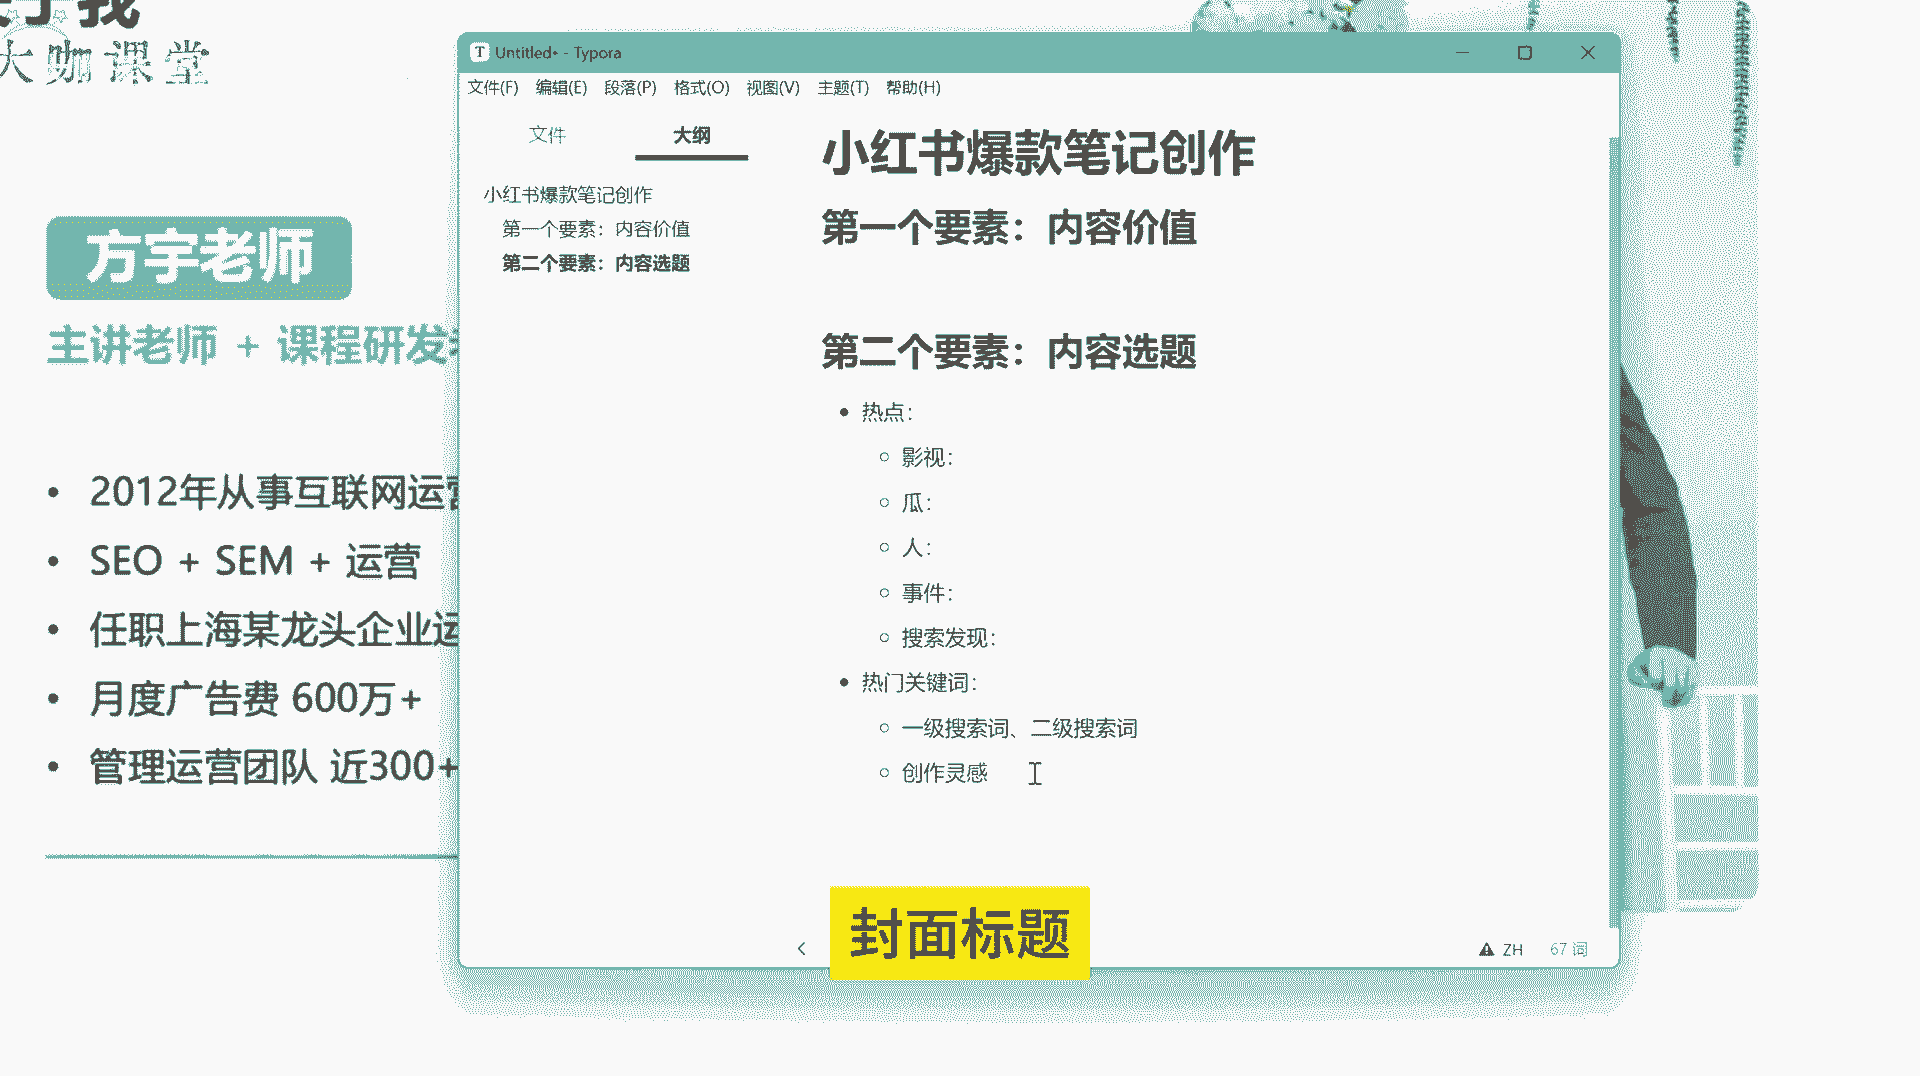 大咖课堂
方宇老师
主讲老师 + 课程研发
2012年从事互联网运营
SEO + SEM + 运营
任职上海某龙头企业运
月度广告费 600万+
管理运营团队 近300+
Untitled• - Typora
文件(F) 编辑(E) 段落(P) 格式(O) 视图(V) 主题(T) 帮助(H)
文件 大纲
小红书爆款笔记创作
第一个要素：内容价值
第二个要素：内容选题
小红书爆款笔记创作
第一个要素：内容价值
第二个要素：内容选题
热点：
影视：
瓜：
人：
事件：
搜索发现：
热门关键词：
一级搜索词、二级搜索词
创作灵感
封面标题
ZH 67 词